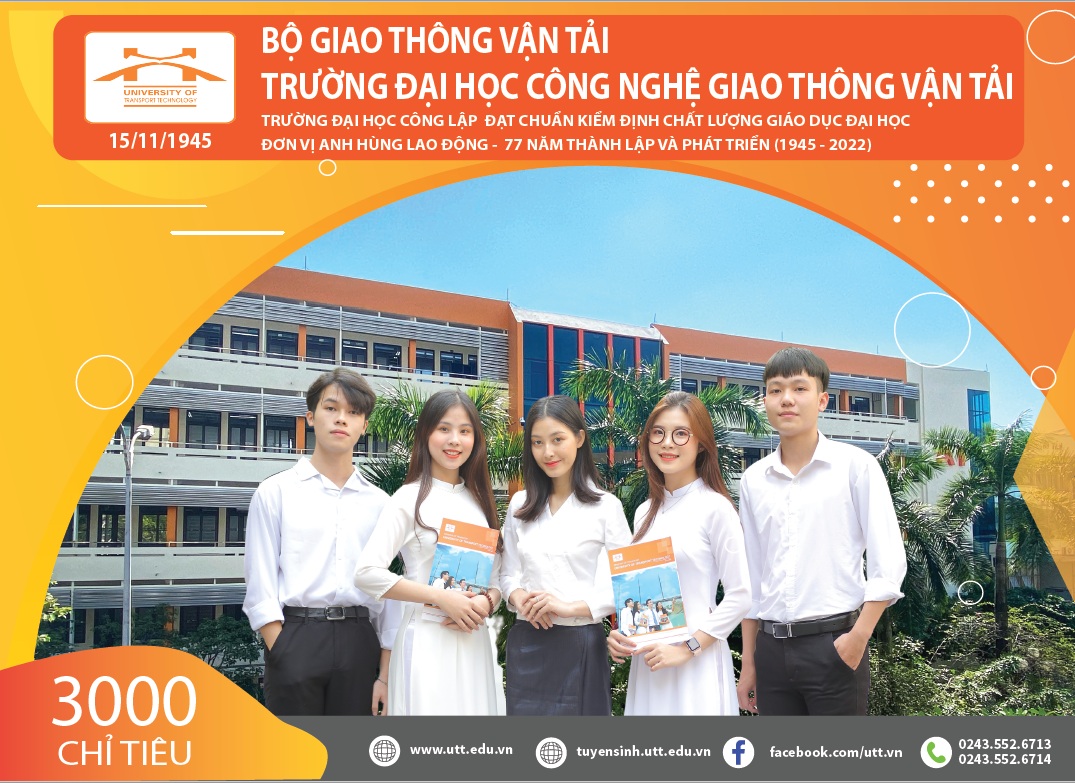 BỘ GIAO THÔNG VẬN TẢI
TRƯỜNG ĐẠI HỌC CÔNG NGHỆ GIAO THÔNG VẬN TẢI
TRƯỜNG ĐẠI HỌC CÔNG LẬP ĐẠT CHUẨN KIỂM ĐỊNH CHẤT LƯỢNG GIÁO DỤC ĐẠI HỌC
ĐƠN VỊ ANH HÙNG LAO ĐỘNG - 77 NĂM THÀNH LẬP VÀ PHÁT TRIỂN (1945 - 2022)
UNIVERSITY OF
TRANSPORT TECHNOLOGY
15/11/1945
3000
CHỈ TIÊU
www.utt.edu.vn
tuyensinh.utt.edu.vn
facebook.com/utt.vn
0243.552.6713
0243.552.6714